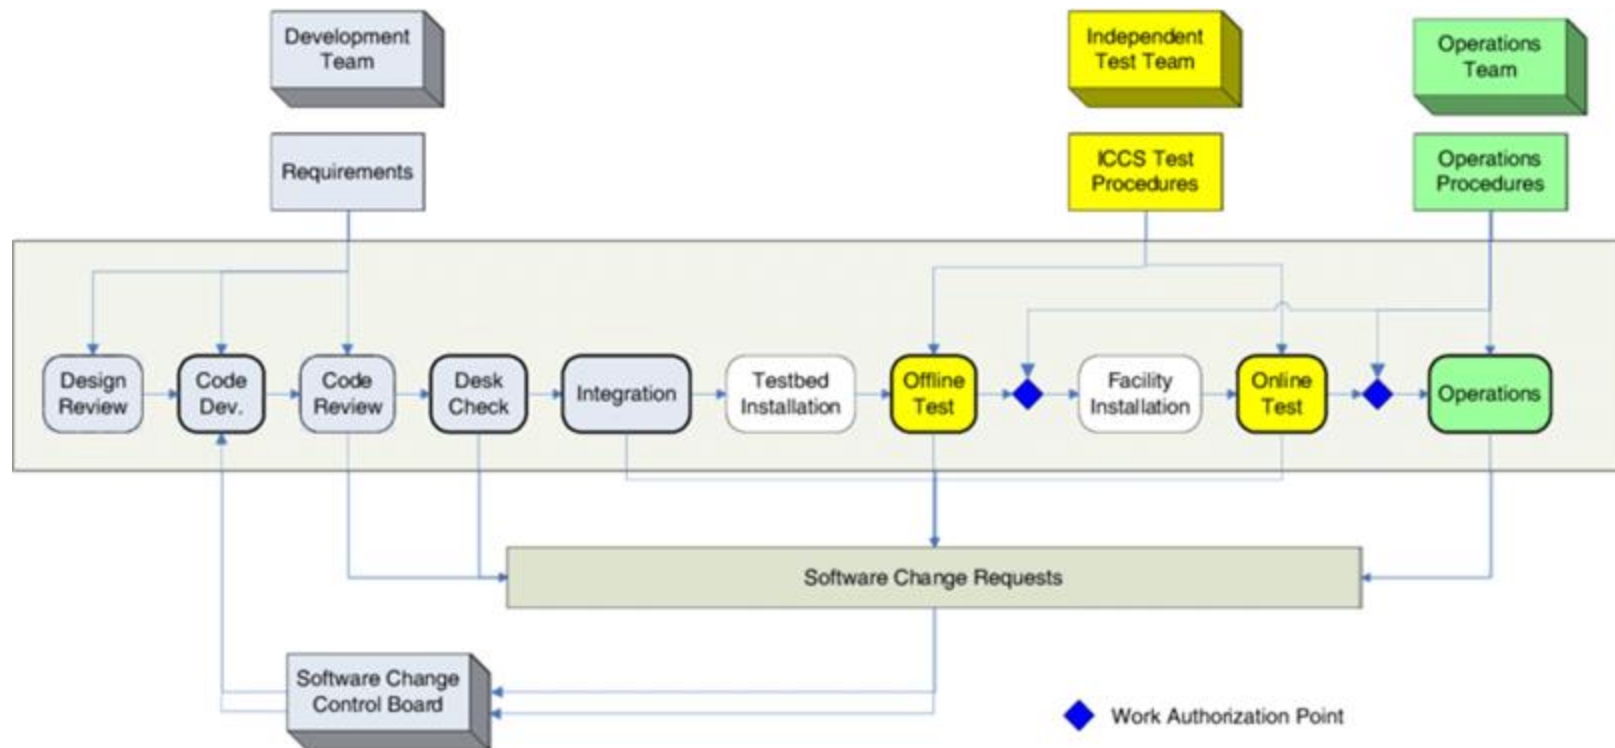 Development
Team
Independent
Test Team
Operations
Team
Requirements
ICCS Test
Procedures
Operations
Procedures
Design
Review
Code
Dev.
Code
Review
Desk
Check
Integration
Testbed
Installation
Offline
Test
Facility
Installation
Online
Test
Operations
Software Change Requests
Software Change
Control Board
Work Authorization Point